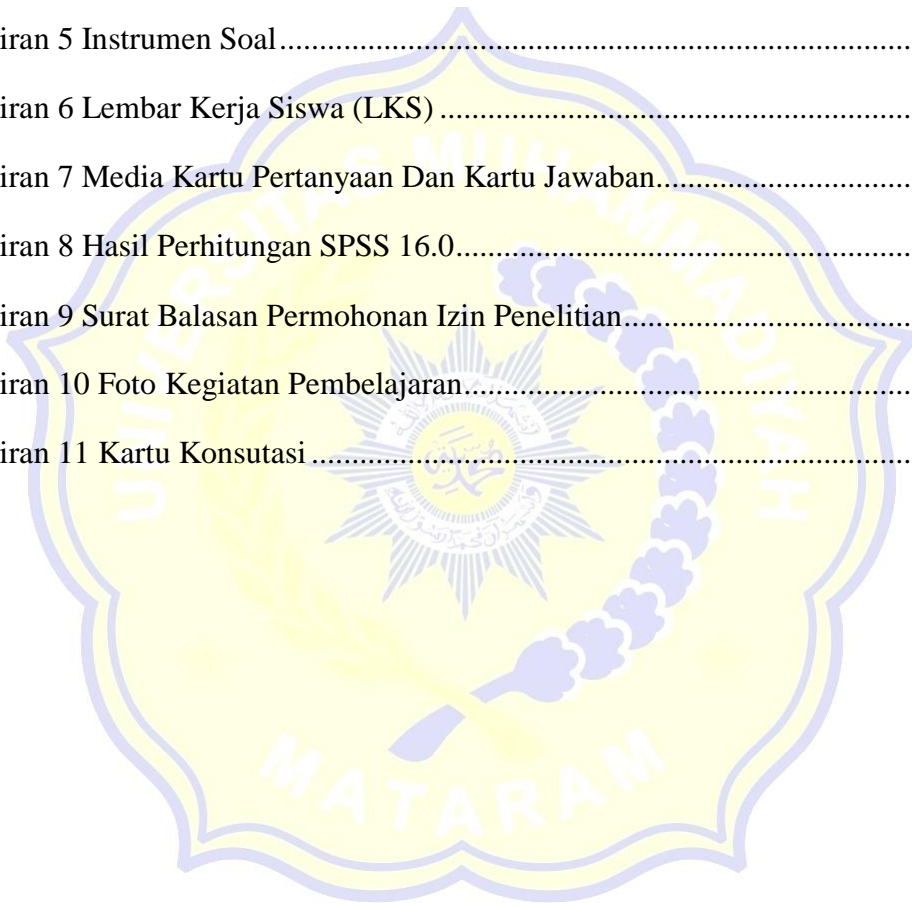 iran 5 Instrumen Soal........................................................................
iran 6 Lembar Kerja Siswa (LKS) ........................................................
iran 7 Media Kartu Pertanyaan Dan Kartu Jawaban................................
iran 8 Hasil Perhitungan SPSS 16.0......................................................
iran 9 Surat Balasan Permohonan Izin Penelitian....................................
iran 10 Foto Kegiatan Pembelajaran.....................................................
iran 11 Kartu Konsutasi .....................................................................
UNIVERSITAS MUHAMMADIYAH
MATARAM